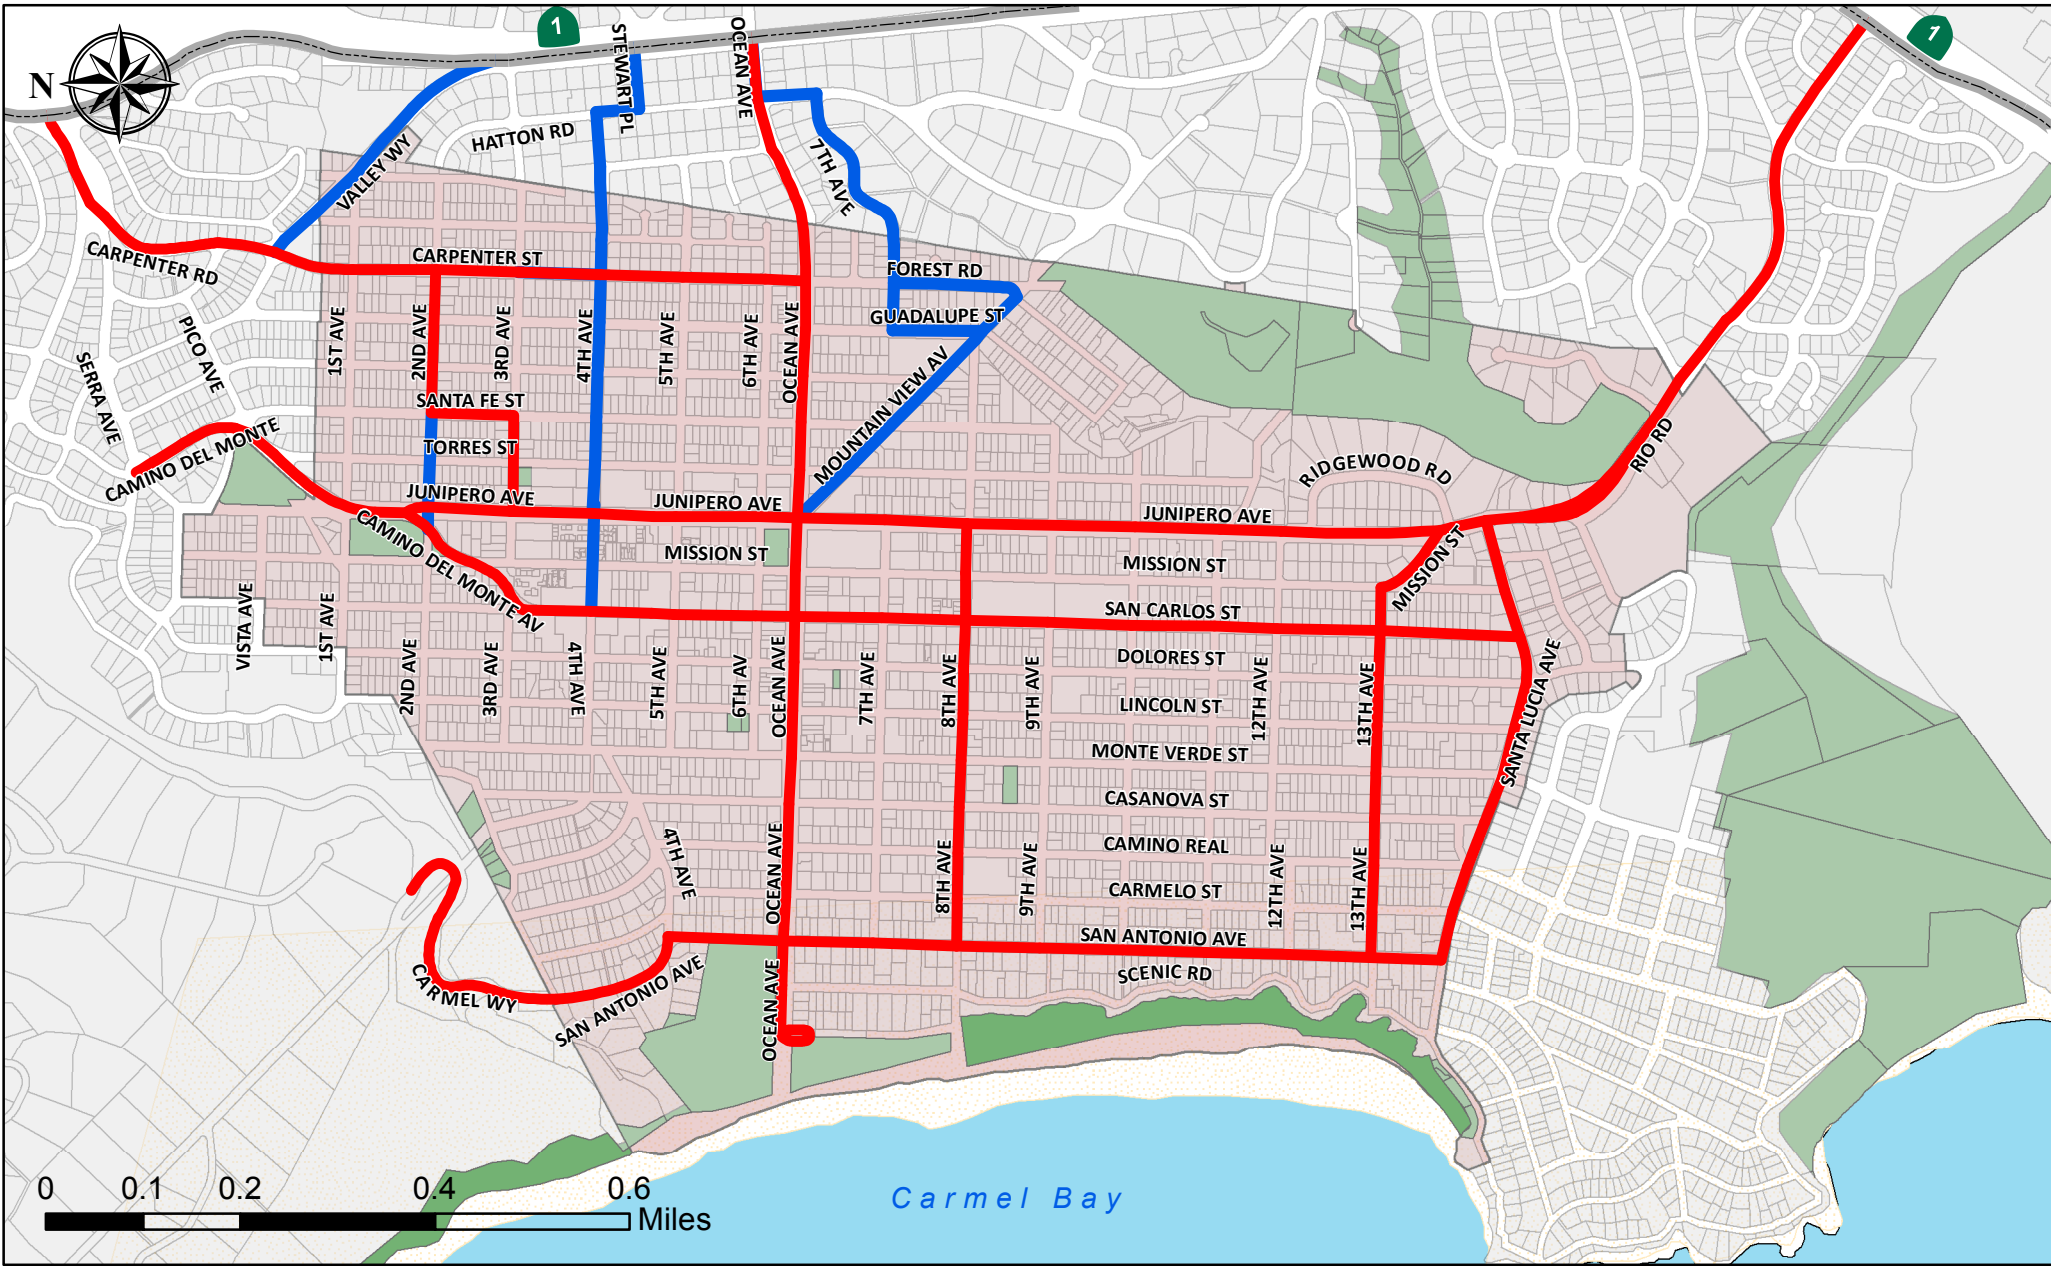 1
1
STEWART PL
OCEAN AVE
N
HATTON RD
VALLEY WY
7TH AVE
CARPENTER RD
CARPENTER ST
FOREST RD
GUADALUPE ST
1ST AVE
2ND AVE
3RD AVE
4TH AVE
5TH AVE
6TH AVE
OCEAN AVE
PICO AVE
SERRA AVE
MOUNTAIN VIEW AV
SANTA FE ST
TORRES ST
CAMINO DEL MONTE
RIDGEWOOD RD
RIO RD
JUNIPERO AVE
JUNIPERO AVE
JUNIPERO AVE
CAMINO DEL MONTE AV
MISSION ST
MISSION ST
MISSION ST
SAN CARLOS ST
VISTA AVE
1ST AVE
2ND AVE
3RD AVE
4TH AVE
5TH AVE
6TH AV
OCEAN AVE
7TH AVE
8TH AVE
9TH AVE
DOLORES ST
12TH AVE
13TH AVE
LINCOLN ST
SANTA LUCIA AVE
MONTE VERDE ST
CASANOVA ST
4TH AVE
OCEAN AVE
8TH AVE
9TH AVE
CAMINO REAL
12TH AVE
13TH AVE
CARMELO ST
SAN ANTONIO AVE
SCENIC RD
CARMEL WY
SAN ANTONIO AVE
OCEAN AVE
Carmel Bay
0 0.1 0.2 0.4 0.6
Miles